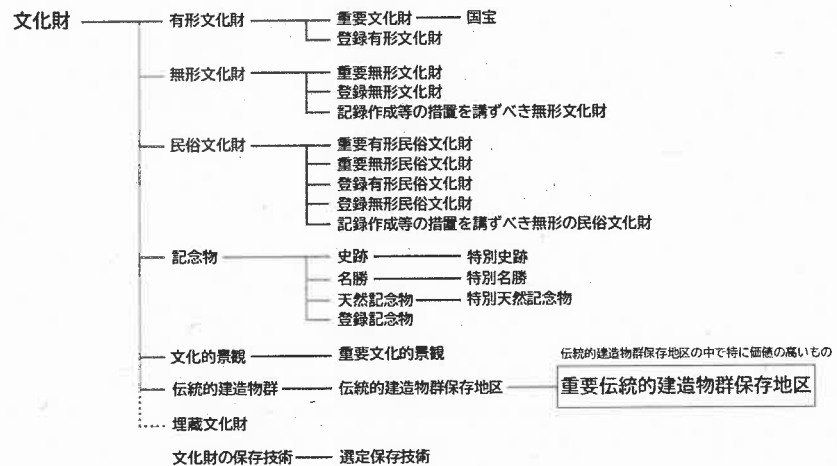 文化財 有形文化財 重要文化財 国宝
登録有形文化財
無形文化財 重要無形文化財
登録無形文化財
記録作成等の措置を講ずべき無形文化財
民俗文化財 重要有形民俗文化財
重要無形民俗文化財
登録有形民俗文化財
登録無形民俗文化財
記録作成等の措置を講ずべき無形の民俗文化財
記念物 史跡 特別史跡
名勝 特別名勝
天然記念物 特別天然記念物
登録記念物
文化的景観 重要文化的景観
伝統的建造物群保存地区の中で特に価値の高いもの
伝統的建造物群 伝統的建造物群保存地区 重要伝統的建造物群保存地区
埋蔵文化財
文化財の保存技術 選定保存技術